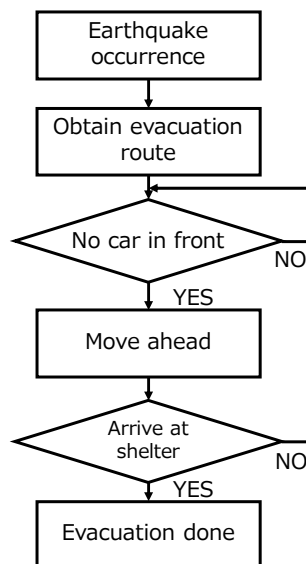 Earthquake
occurrence
Obtain evacuation
route
No car in front
NO
YES
Move ahead
Arrive at
shelter
NO
YES
Evacuation done